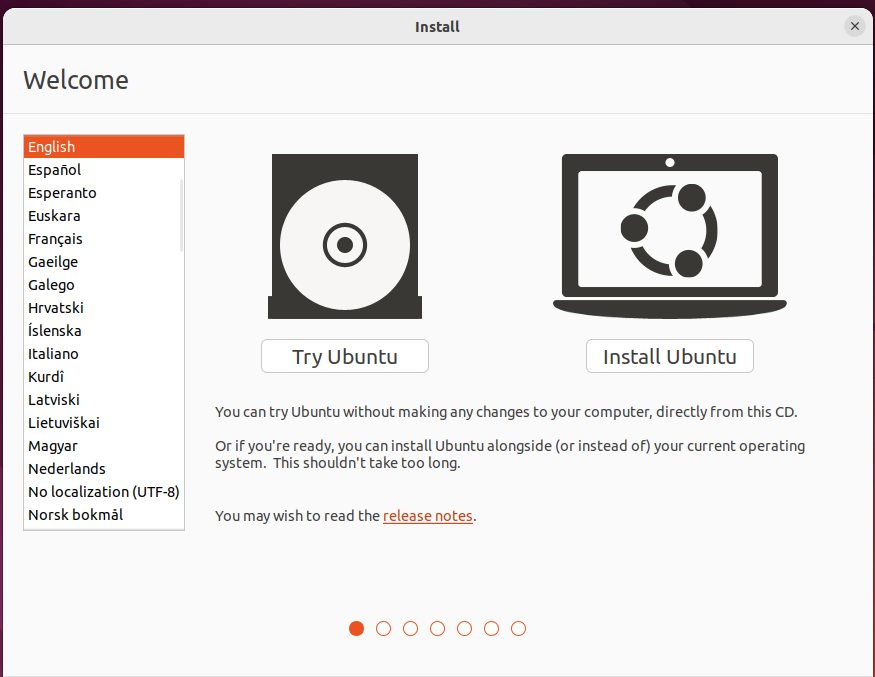 Install
Welcome
English
Español
Esperanto
Euskara
Français
Gaeilge
Galego
Hrvatski
Íslenska
Italiano
Kurdî
Latviski
Lietuviškai
Magyar
Nederlands
No localization (UTF-8)
Norsk bokmål
Try Ubuntu
Install Ubuntu
You can try Ubuntu without making any changes to your computer, directly from this CD.
Or if you're ready, you can install Ubuntu alongside (or instead of) your current operating
system.  This shouldn't take too long.
You may wish to read the release notes.